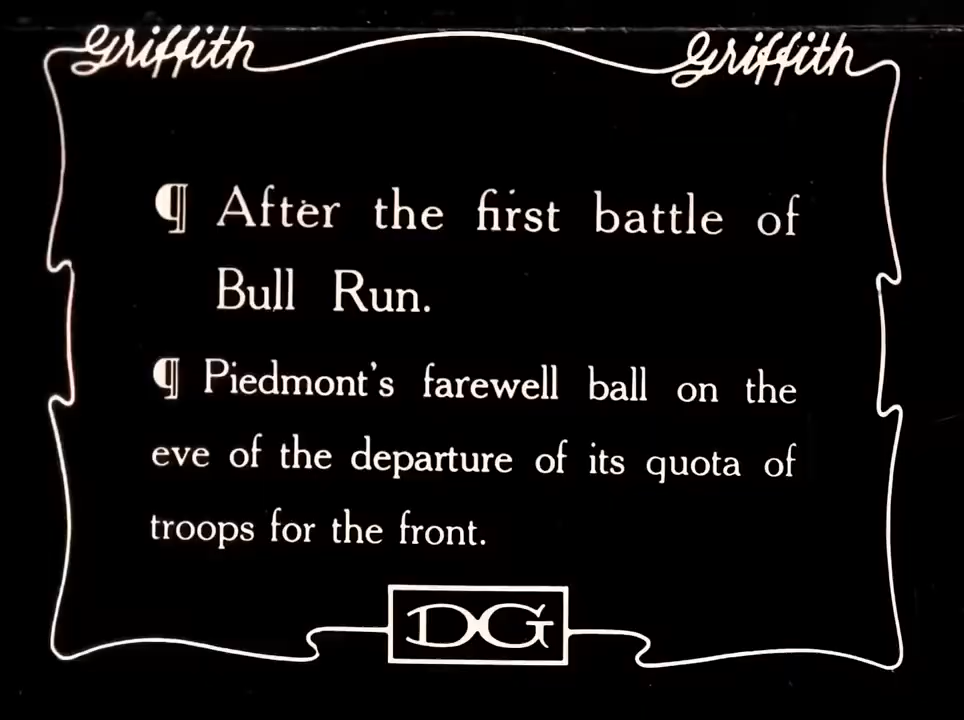 Griffith Griffith
¶ After the first battle of
Bull Run.
¶ Piedmont's farewell ball on the
eve of the departure of its quota of
troops for the front.
DG